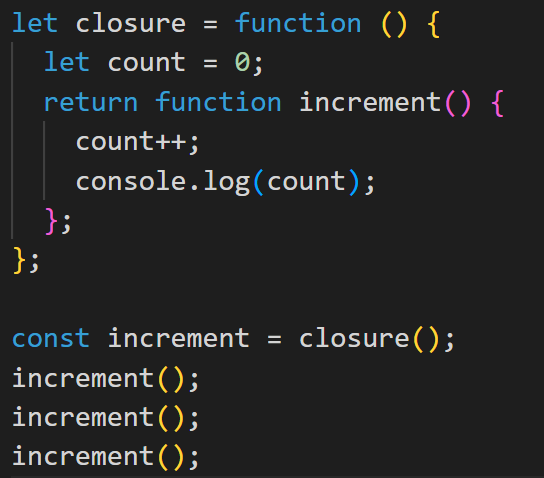 let closure = function () {
  let count = 0;
  return function increment() {
    count++;
    console.log(count);
  };
};

const increment = closure();
increment();
increment();
increment();